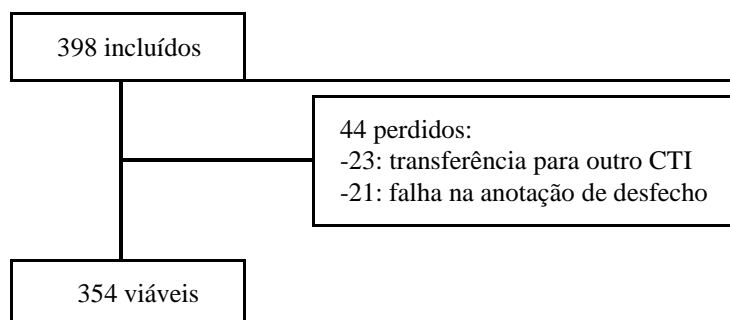 398 incluídos
44 perdidos:
-23: transferência para outro CTI
-21: falha na anotação de desfecho
354 viáveis